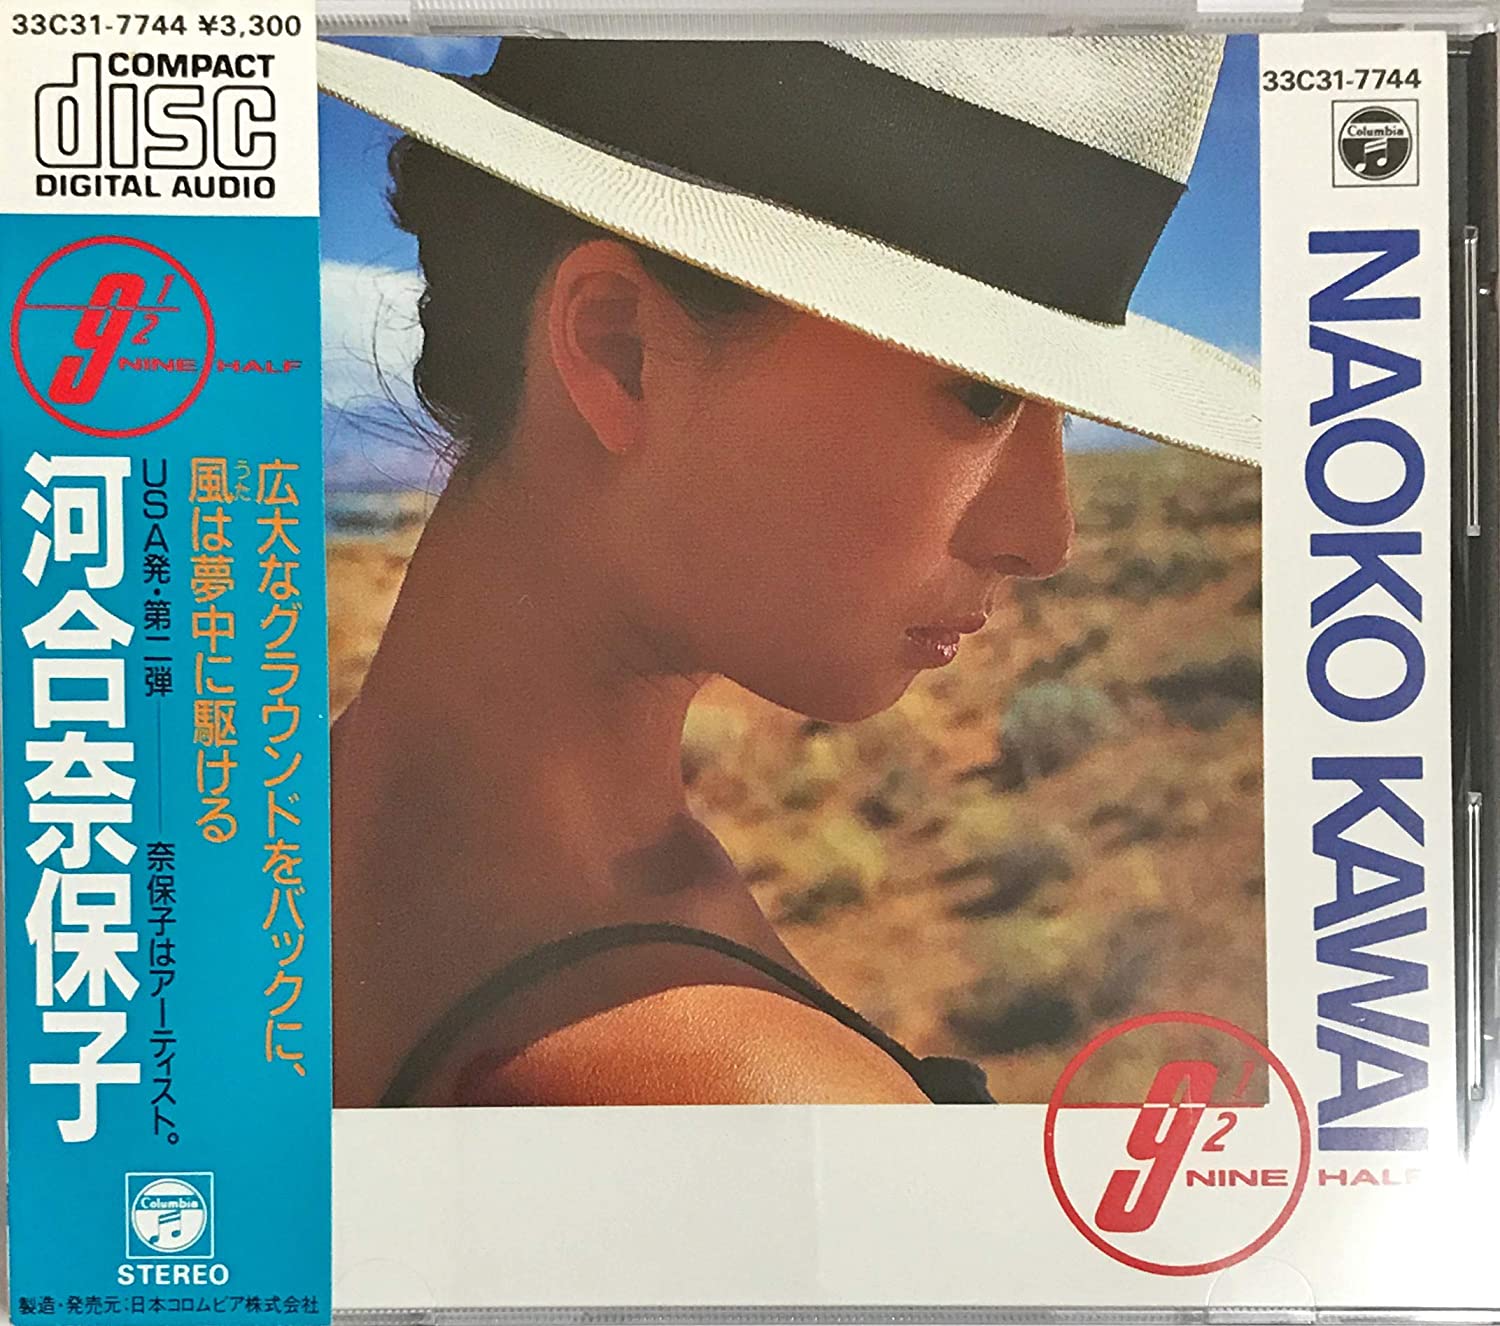 33C31-7744 ¥3,300
COMPACT
disc
DIGITAL AUDIO
9 1/2
NINE HALF
広大なグラウンドをバックに、
風は夢中に駆ける
うた
USA発・第二弾――奈保子はアーティスト。
河合奈保子
Columbia
STEREO
製造・発売元:日本コロムビア株式会社
33C31-7744
Columbia
NAOKO KAWAI
9 1/2
NINE HALF